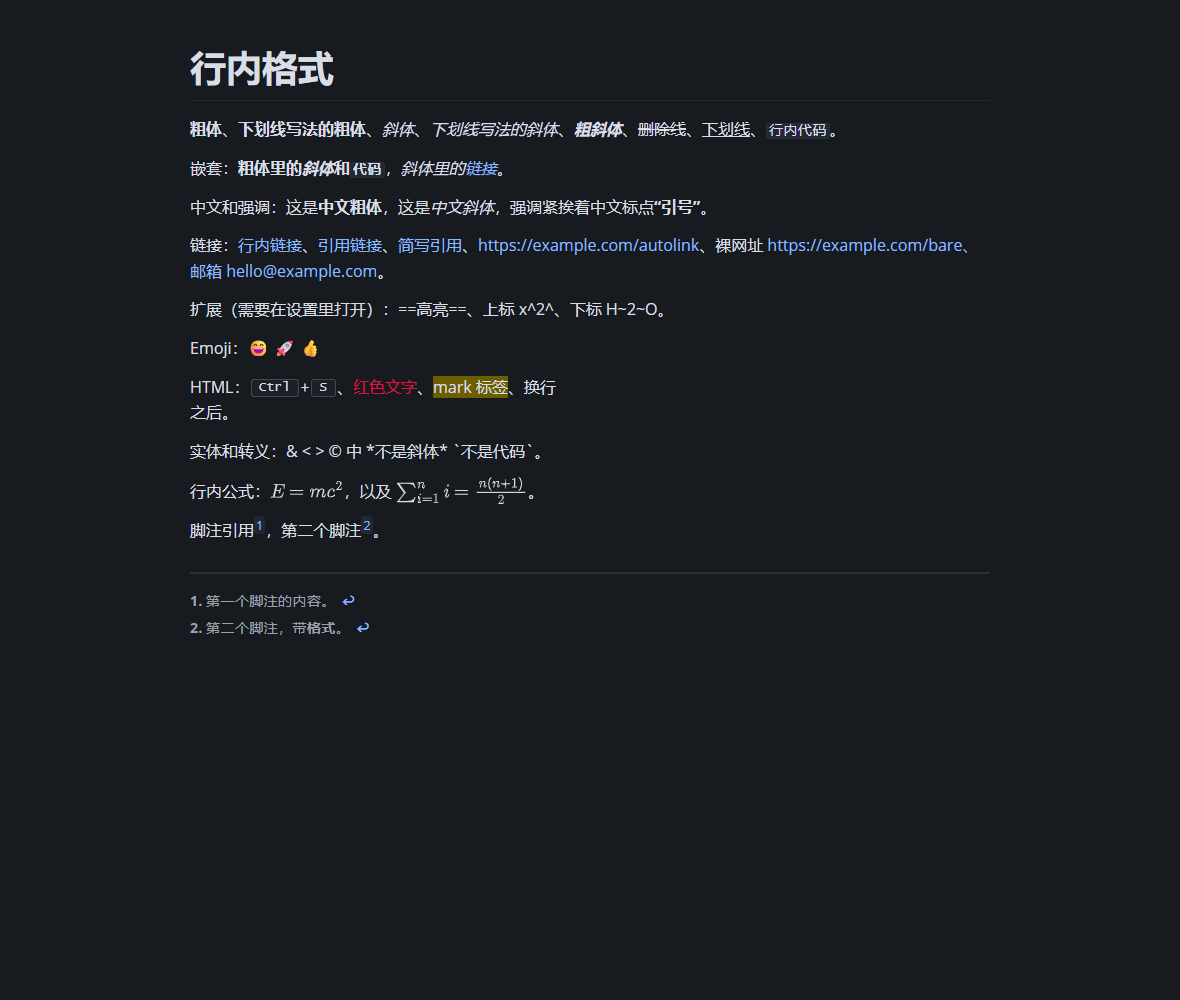 行内格式
粗体、下划线写法的粗体、斜体、下划线写法的斜体、粗斜体、删除线、下划线、行内代码。
嵌套：粗体里的斜体和代码，斜体里的链接。
中文和强调：这是中文粗体，这是中文斜体，强调紧挨着中文标点“引号”。
链接：行内链接、引用链接、简写引用、https://example.com/autolink、裸网址 https://example.com/bare、
邮箱 hello@example.com。
扩展（需要在设置里打开）：==高亮==、上标 x^2^、下标 H~2~O。
Emoji：😄 🚀 👍
HTML：Ctrl+S、红色文字、mark 标签、换行
之后。
实体和转义：& < > © 中 *不是斜体* `不是代码`。
行内公式：E = mc²，以及 ∑ⁿᵢ₌₁ i = n(n+1)/2。
脚注引用1，第二个脚注2。
1. 第一个脚注的内容。 ↩
2. 第二个脚注，带格式。 ↩